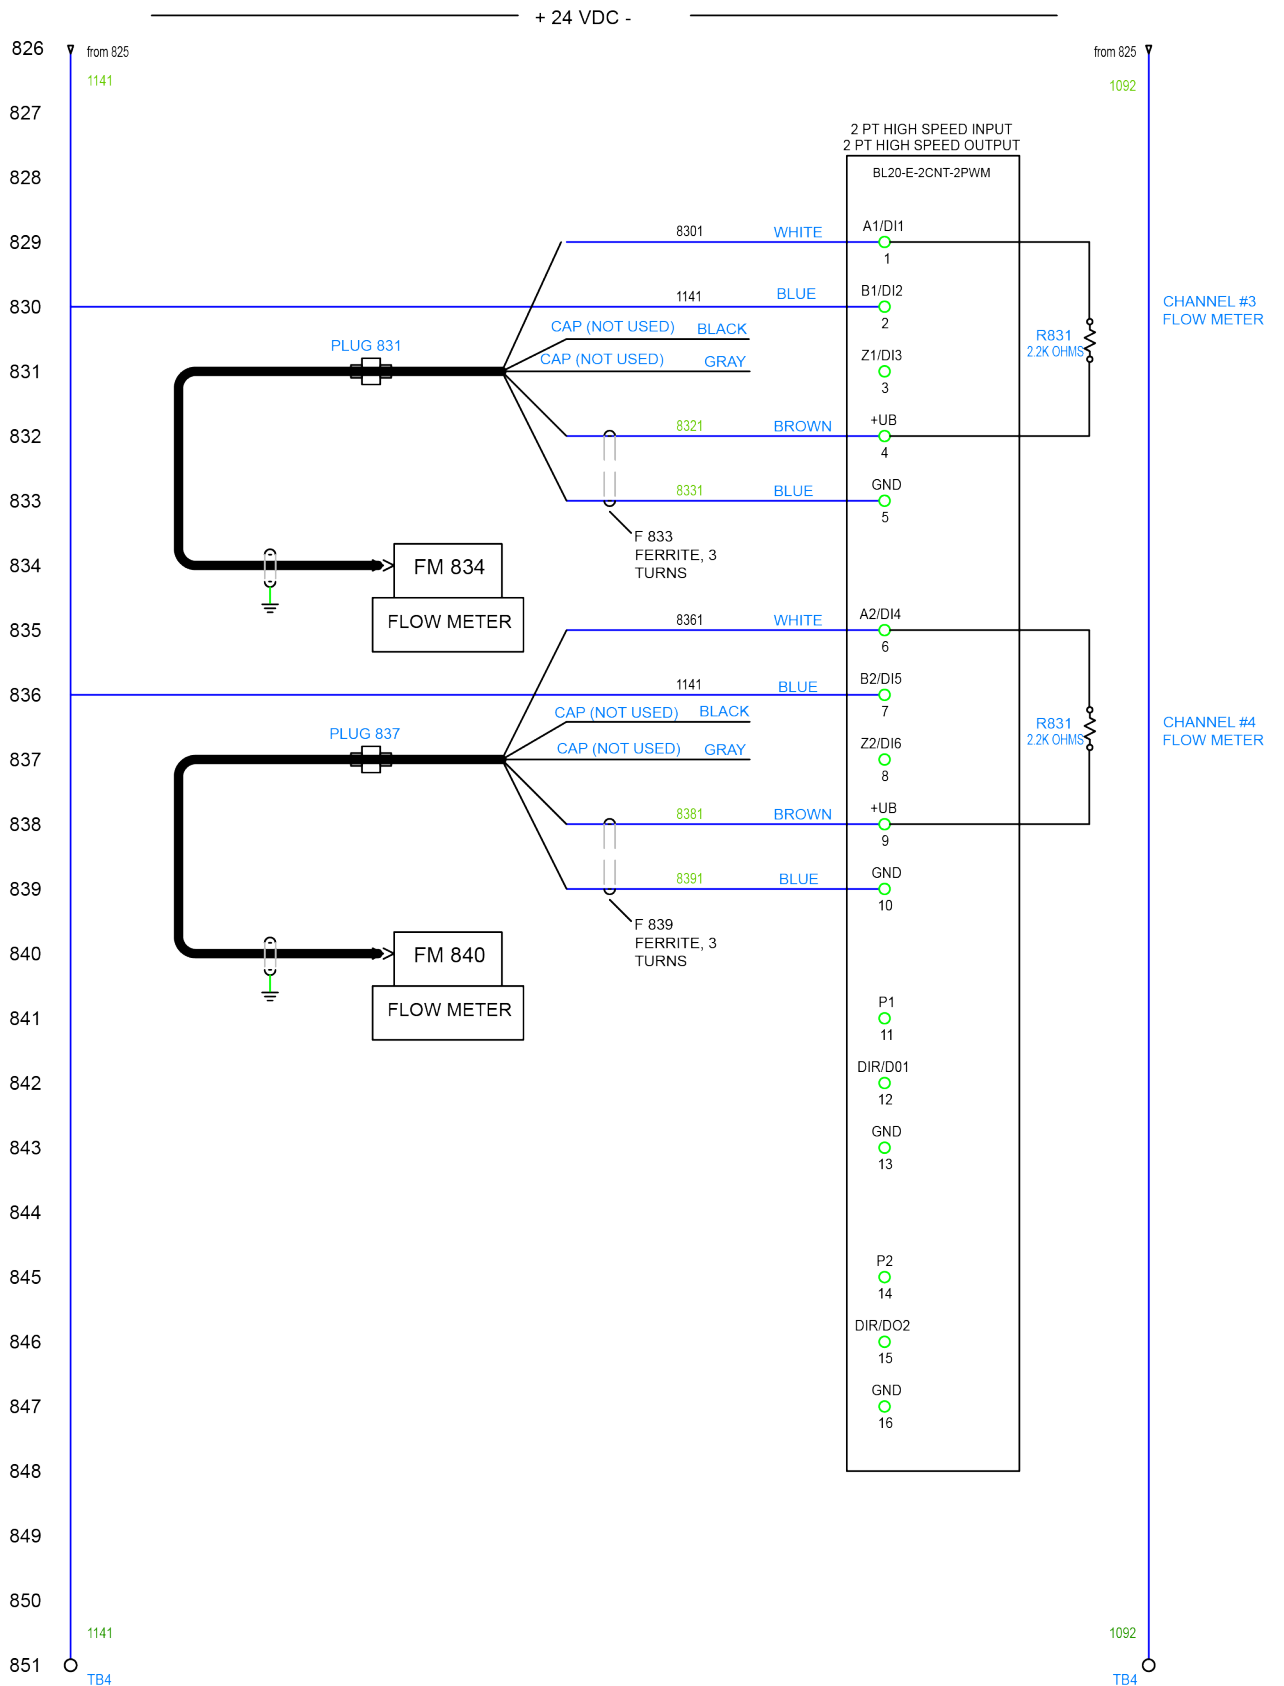 + 24 VDC -
826
from 825
from 825
1141
1092
827
2 PT HIGH SPEED INPUT
2 PT HIGH SPEED OUTPUT
828
BL20-E-2CNT-2PWM
829
8301
WHITE
A1/DI1
1
830
1141
BLUE
B1/DI2
2
CHANNEL #3
FLOW METER
CAP (NOT USED)
BLACK
R831
2.2K OHMS
PLUG 831
CAP (NOT USED)
GRAY
Z1/DI3
831
3
832
8321
BROWN
+UB
4
833
8331
BLUE
GND
5
F 833
FERRITE, 3
TURNS
834
FM 834
FLOW METER
835
8361
WHITE
A2/DI4
6
836
1141
BLUE
B2/DI5
7
CAP (NOT USED)
BLACK
R831
2.2K OHMS
CHANNEL #4
FLOW METER
PLUG 837
CAP (NOT USED)
GRAY
Z2/DI6
837
8
838
8381
BROWN
+UB
9
839
8391
BLUE
GND
10
F 839
FERRITE, 3
TURNS
840
FM 840
FLOW METER
841
P1
11
842
DIR/D01
12
843
GND
13
844
845
P2
14
846
DIR/DO2
15
847
GND
16
848
849
850
1141
1092
851
TB4
TB4